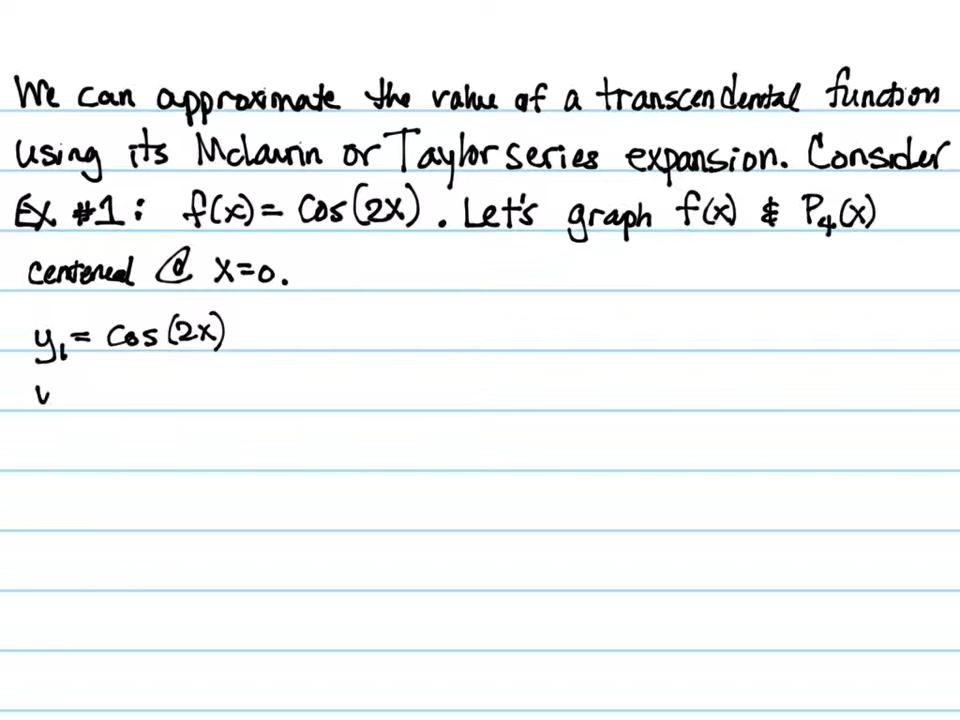 We can approximate the value of a transcendental function
using its Mclaurin or Taylor series expansion. Consider
Ex #1: f(x) = cos(2x). Let's graph f(x) & P₄(x)
centered @ x=0.
y₁ = cos(2x)